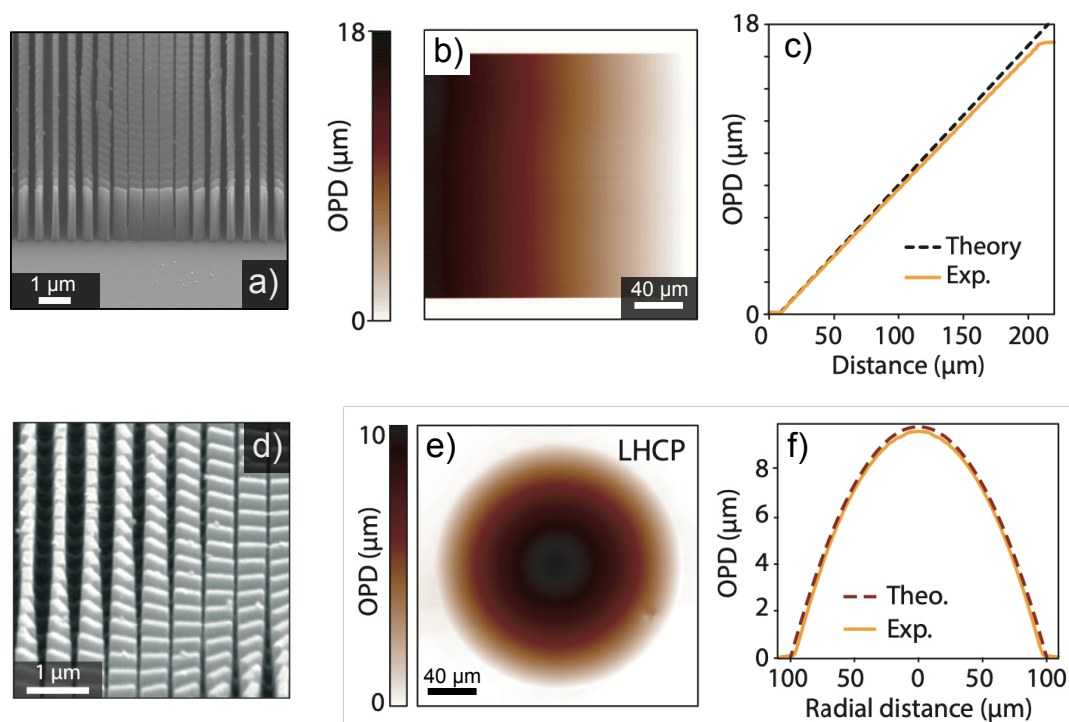 1 µm
a)
18
OPD (µm)
0
b)
40 µm
18
c)
OPD (µm)
Theory
Exp.
0
0
50
100
150
200
Distance (µm)
d)
1 µm
10
OPD (µm)
0
e)
LHCP
40 µm
f)
8
6
4
2
0
OPD (µm)
Theo.
Exp.
100
50
0
50
100
Radial distance (µm)